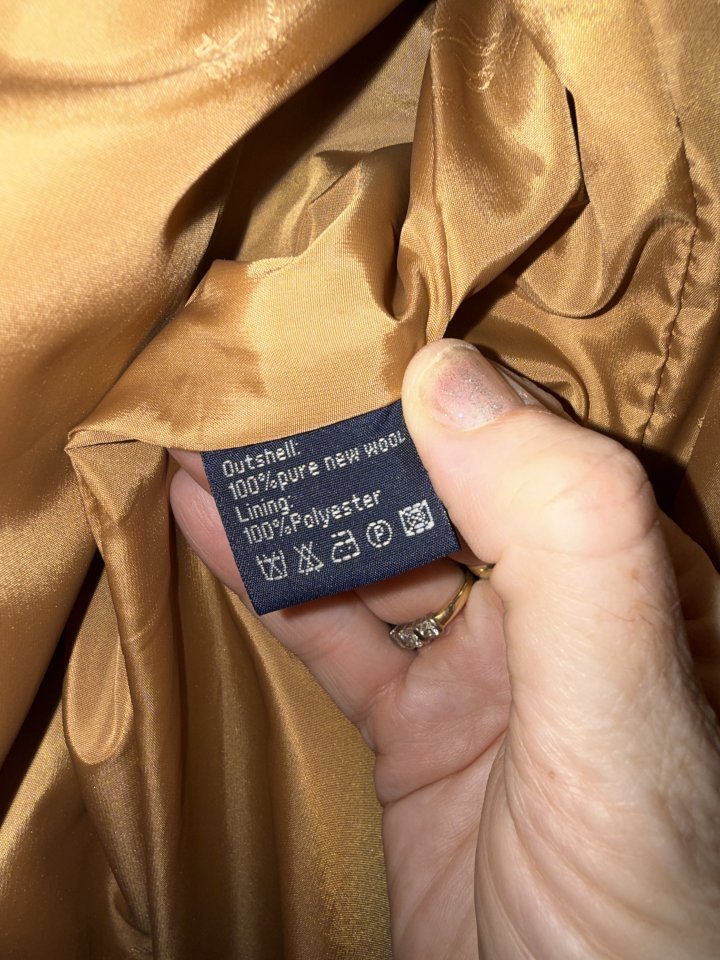 Outshell:
100%pure new wool
Lining:
100%Polyester
P